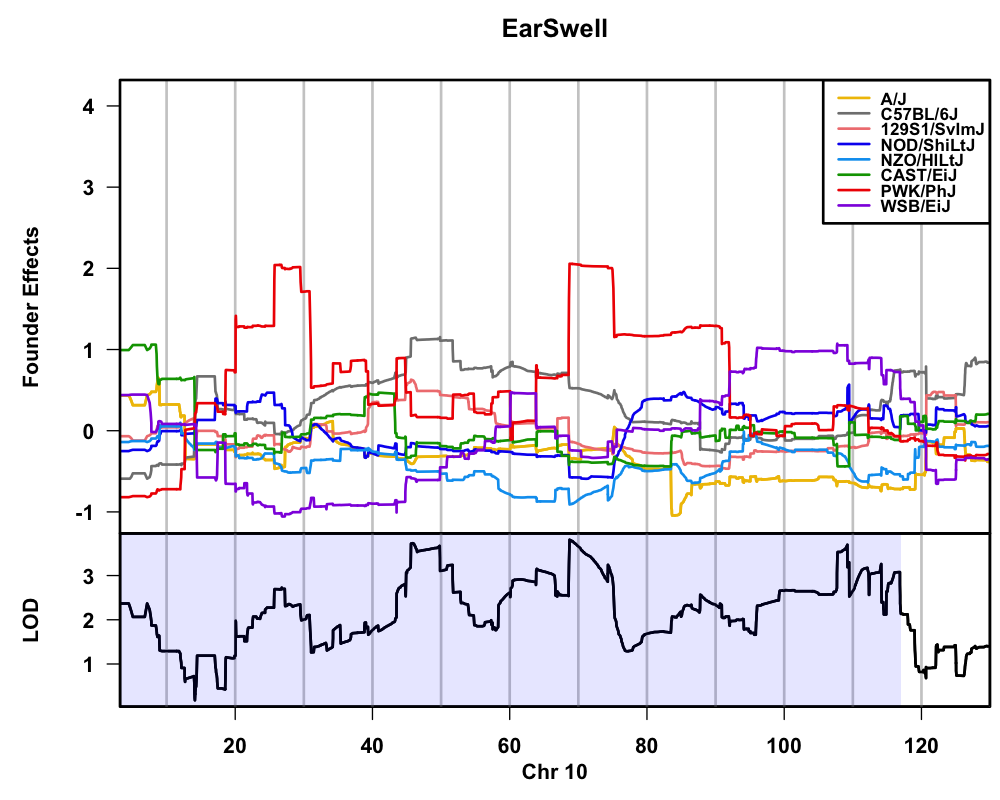 EarSwell
Founder Effects
4
3
2
1
0
-1
A/J
C57BL/6J
129S1/SvImJ
NOD/ShiLtJ
NZO/HlLtJ
CAST/EiJ
PWK/PhJ
WSB/EiJ
LOD
3
2
1
20 40 60 80 100 120
Chr 10